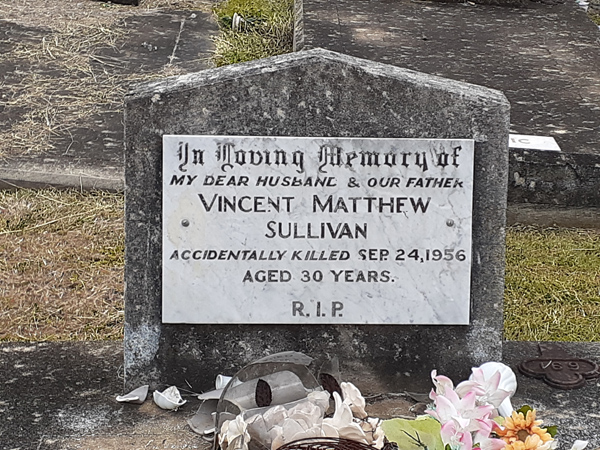 In Loving Memory of
MY DEAR HUSBAND & OUR FATHER
VINCENT MATTHEW
SULLIVAN
ACCIDENTALLY KILLED SEP. 24, 1956
AGED 30 YEARS.
R.I.P.